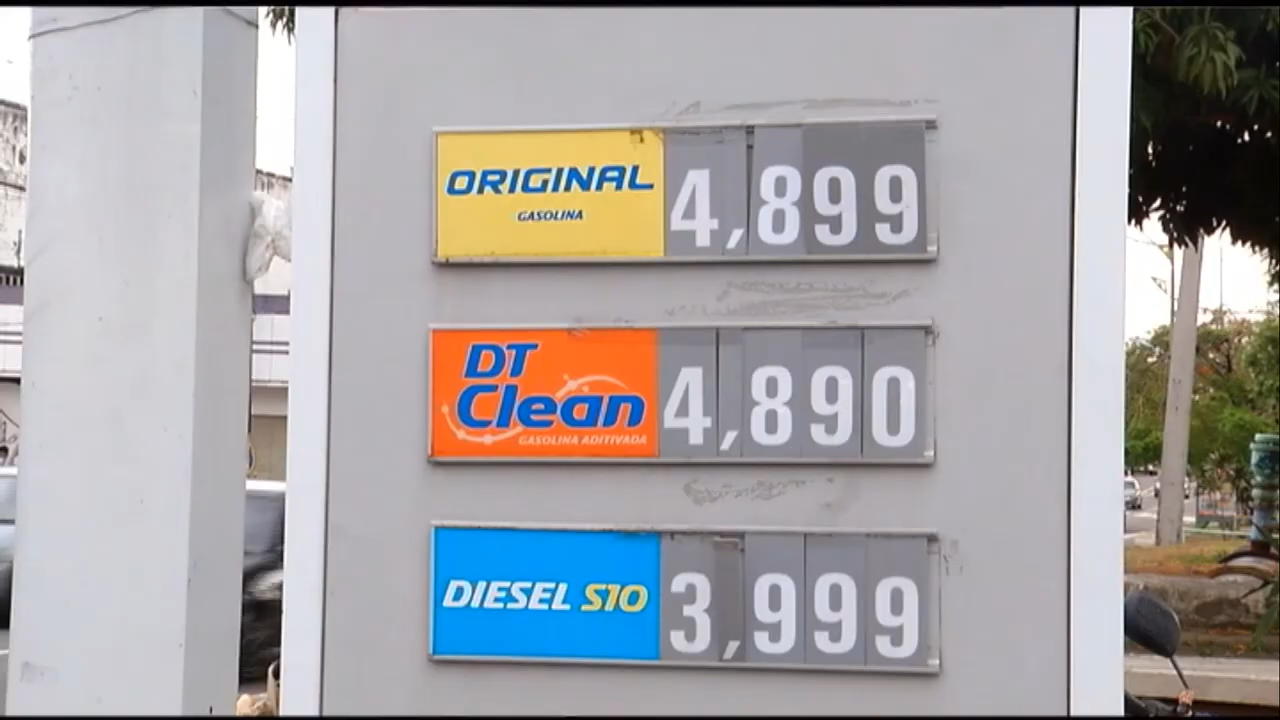 ORIGINAL
GASOLINA
4,899
DT
Clean
GASOLINA ADITIVADA
4,890
DIESEL S10
3,999